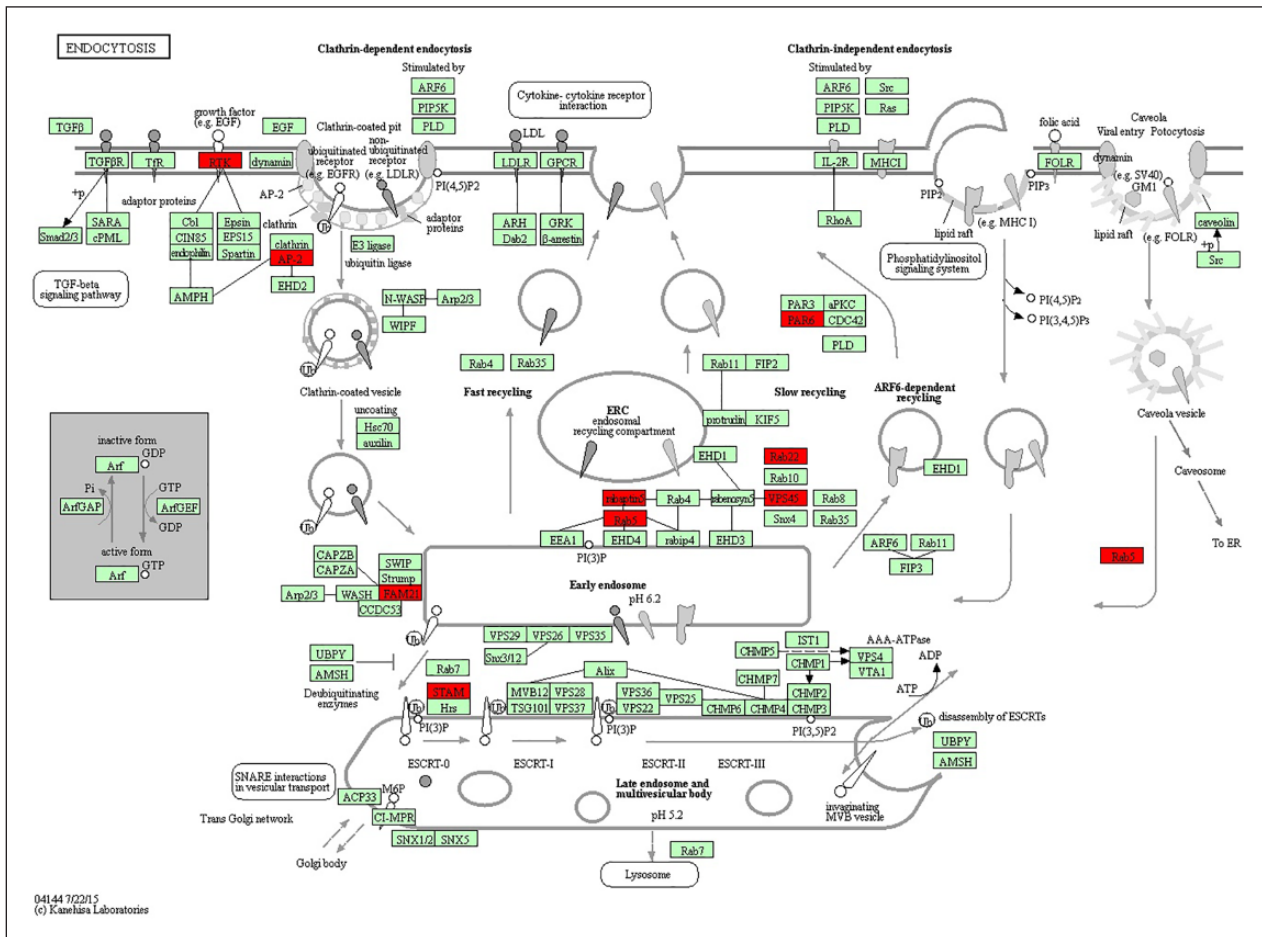 ENDOCYTOSIS
Clathrin-dependent endocytosis
Stimulated by
ARF6
PIP5K
PLD
Cytokine- cytokine receptor
interaction
Clathrin-independent endocytosis
Stimulated by
ARF6 Src
PIP5K Ras
PLD
TGFβ
growth factor
(e.g. EGF)
EGF
Clathrin-coated pit
non-
ubiquitinated
receptor
(e.g. LDLR)
ubiquitinated
receptor
(e.g. EGFR)
LDL
folic acid
Caveola
Viral entry Potocytosis
TGFβR
TfR
RTK
dynamin
LDLR
GPCR
IL-2R
MHCI
FOLR
dynamin
(e.g. SV40)
GM1
PI(4,5)P2
PIP2
PIP3
+p
adaptor proteins
AP-2
clathrin
Ub
adaptor
proteins
SARA
cPML
Smad2/3
Cbl
CIN85
endophilin
Epsin
EPS15
Spartin
clathrin
AP-2
EHD2
AMPH
E3 ligase
ubiquitin ligase
ARH
Dab2
GRK
β-arrestin
RhoA
lipid raft
(e.g. MHC I)
lipid raft
(e.g. FOLR)
caveolin
+p
Src
TGF-beta
signaling pathway
Phosphatidylinositol
signaling system
N-WASP
Arp2/3
WIPF
PAR3 aPKC
PAR6 CDC42
PLD
PI(4,5)P2
PI(3,4,5)P3
Ub
Clathrin-coated vesicle
Rab4
Rab35
Fast recycling
Rab11 FIP2
Slow recycling
ARF6-dependent
recycling
Caveola vesicle
uncoating
Hsc70
auxilin
ERC
endosomal
recycling compartment
protrudin KIF5
EHD1
Rab22
Rab10
EHD1
Caveosome
inactive form
GDP
Arf
Pi
GTP
ArfGAP
ArfGEF
GDP
active form
GTP
Arf
Ub
rabaptin5
Rab4
rabenosyn5
VPS45
Rab8
Rab5
Snx4
Rab35
EEA1
EHD4
rabip4
EHD3
PI(3)P
ARF6
Rab11
FIP3
To ER
Rab5
CAPZB
CAPZA
SWIP
Strump
Arp2/3
WASH
FAM21
CCDC53
Early endosome
pH 6.2
Ub
VPS29 VPS26 VPS35
Snx3/12
UBPY
AMSH
Deubiquitinating
enzymes
Rab7
STAM
Hrs
Alix
MVB12 VPS28
TSG101 VPS37
VPS36
VPS22
VPS25
CHMP7
CHMP6 CHMP4 CHMP3
CHMP2
CHMP5
IST1
CHMP1
AAA-ATPase
VPS4
VTA1
ADP
ATP
Ub
PI(3)P
Ub
Ub
PI(3)P
PI(3,5)P2
Ub
disassembly of ESCRTs
UBPY
AMSH
ESCRT-0
ESCRT-I
ESCRT-II
ESCRT-III
SNARE interactions
in vesicular transport
ACP33
M6P
CI-MPR
Trans Golgi network
Golgi body
SNX1/2 SNX5
Late endosome and
multivesicular body
pH 5.2
invaginating
MVB vesicle
Rab7
Lysosome
04144 7/22/15
(c) Kanehisa Laboratories